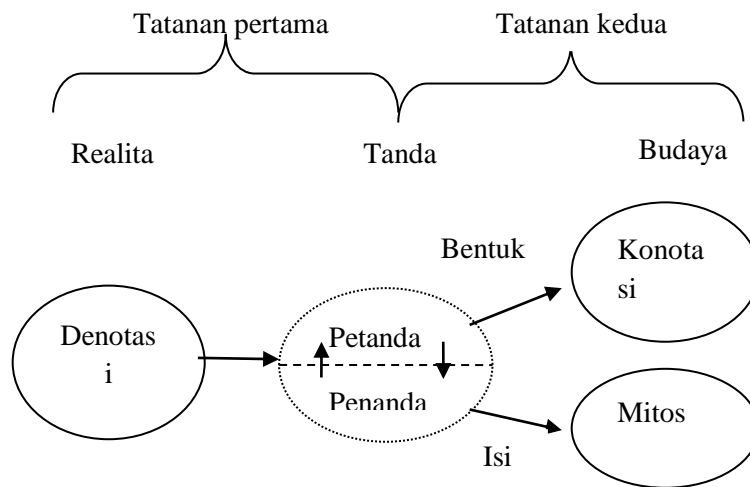 Tatanan pertama
Tatanan kedua
Realita
Tanda
Budaya
Bentuk
Konota
si
Denotas
i
Petanda
Penanda
Mitos
Isi